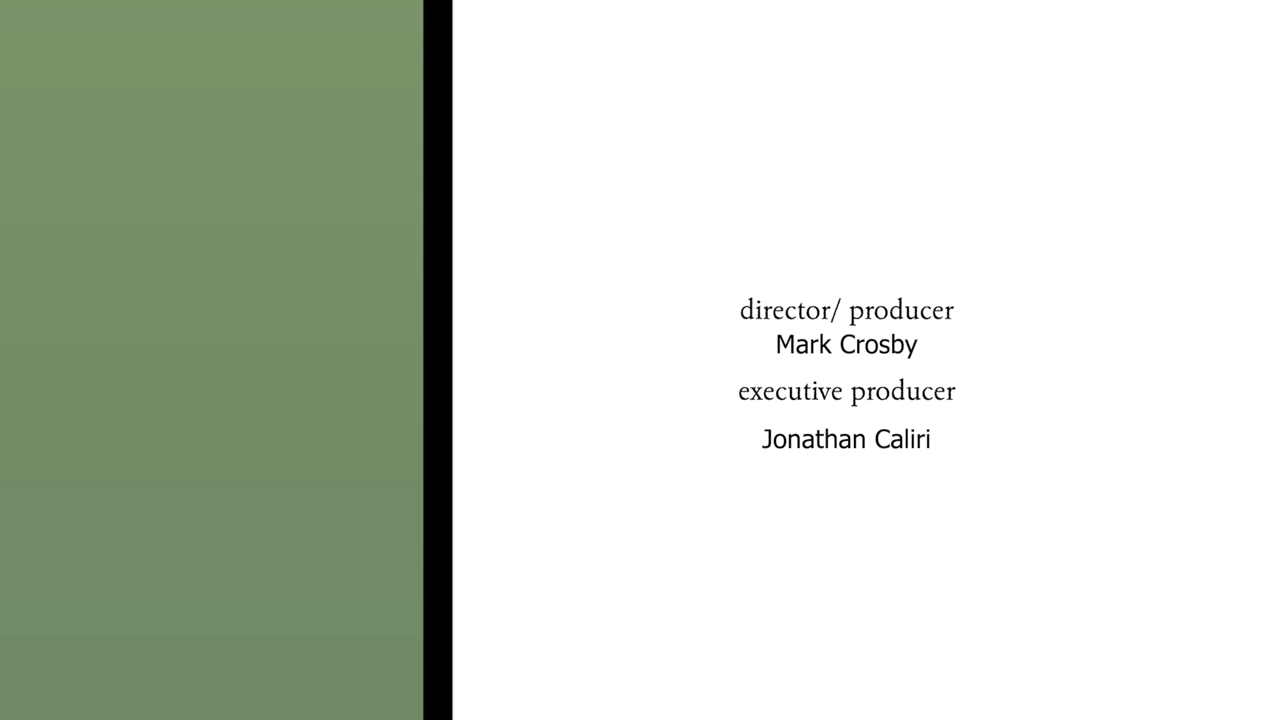 director/ producer
Mark Crosby
executive producer
Jonathan Caliri